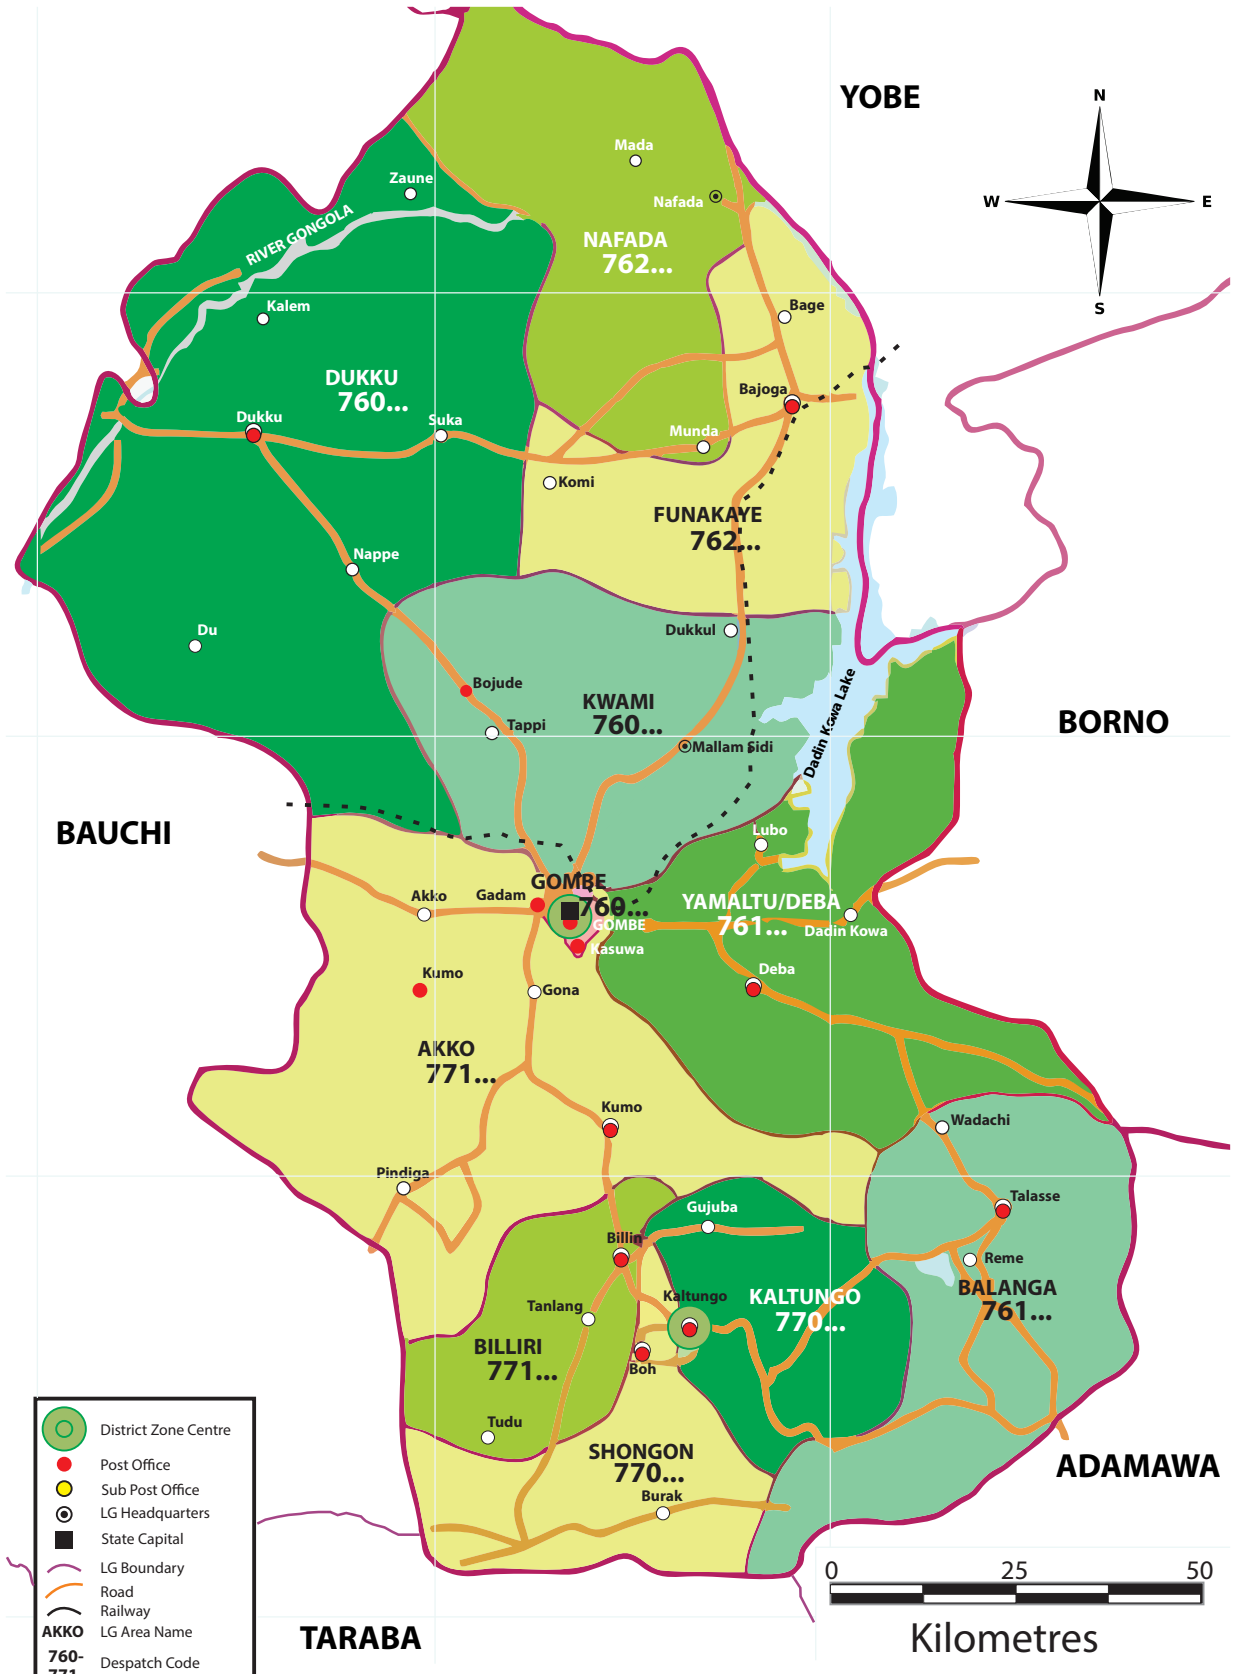 YOBE
N
W
E
S
Mada
Zaune
Nafada
RIVER GONGOLA
NAFADA
762...
Kalem
Bage
DUKKU
760...
Bajoga
Dukku
Suka
Munda
Komi
FUNAKAYE
762...
Nappe
Du
Dukkul
Bojude
KWAMI
760...
Tappi
Mallam Sidi
Dadin Kowa Lake
BORNO
BAUCHI
Lubo
GOMBE
760...
Akko
Gadam
YAMALTU/DEBA
761...
GOMBE
Dadin Kowa
Kasuwa
Kumo
Deba
Gona
AKKO
771...
Kumo
Wadachi
Pindiga
Talasse
Gujuba
Billin
Reme
Kaltungo
KALTUNGO
770...
BALANGA
761...
Tanlang
BILLIRI
771...
Boh
Tudu
SHONGON
770...
Burak
ADAMAWA
District Zone Centre
Post Office
Sub Post Office
LG Headquarters
State Capital
LG Boundary
Road
Railway
AKKO LG Area Name
760-
771 Despatch Code
TARABA
0 25 50
Kilometres